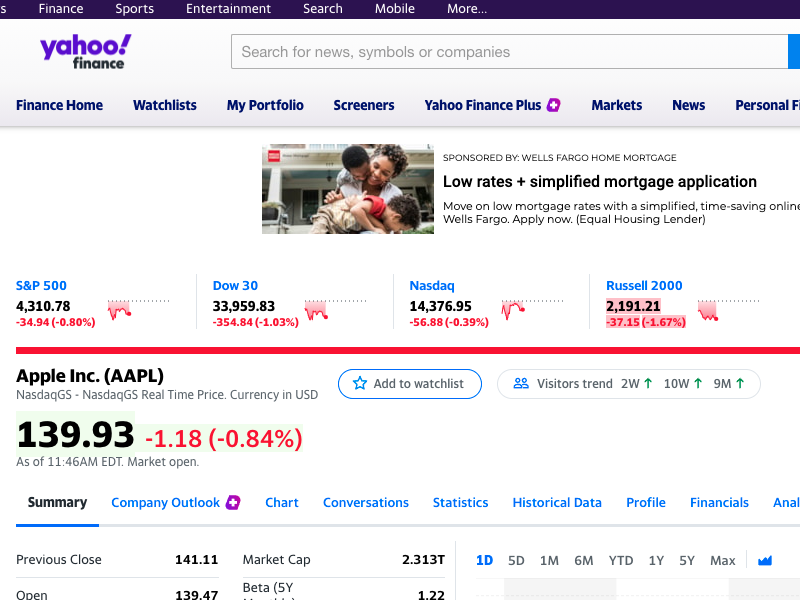 s Finance Sports Entertainment Search Mobile More...
yahoo!
finance
Search for news, symbols or companies
Finance Home Watchlists My Portfolio Screeners Yahoo Finance Plus Markets News Personal Fi
SPONSORED BY: WELLS FARGO HOME MORTGAGE
Low rates + simplified mortgage application
Move on low mortgage rates with a simplified, time-saving online
Wells Fargo. Apply now. (Equal Housing Lender)
S&P 500 Dow 30 Nasdaq Russell 2000
4,310.78 33,959.83 14,376.95 2,191.21
-34.94 (-0.80%) -354.84 (-1.03%) -56.88 (-0.39%) -37.15 (-1.67%)
Apple Inc. (AAPL)
NasdaqGS - NasdaqGS Real Time Price. Currency in USD
Add to watchlist Visitors trend 2W ↑ 10W ↑ 9M ↑
139.93 -1.18 (-0.84%)
As of 11:46AM EDT. Market open.
Summary Company Outlook Chart Conversations Statistics Historical Data Profile Financials Anal
Previous Close 141.11 Market Cap 2.313T
1D 5D 1M 6M YTD 1Y 5Y Max
Open 139.47 Beta (5Y 1.22